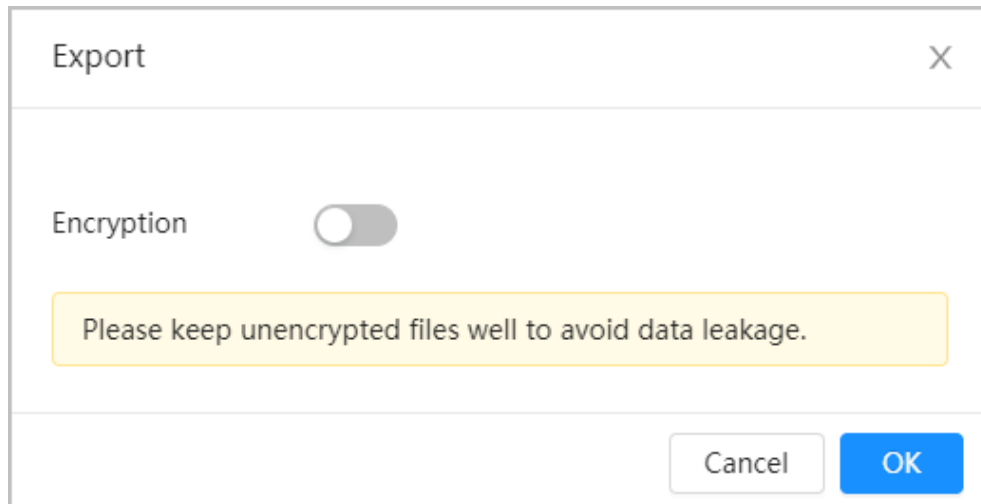 Export
X
Encryption
Please keep unencrypted files well to avoid data leakage.
Cancel OK